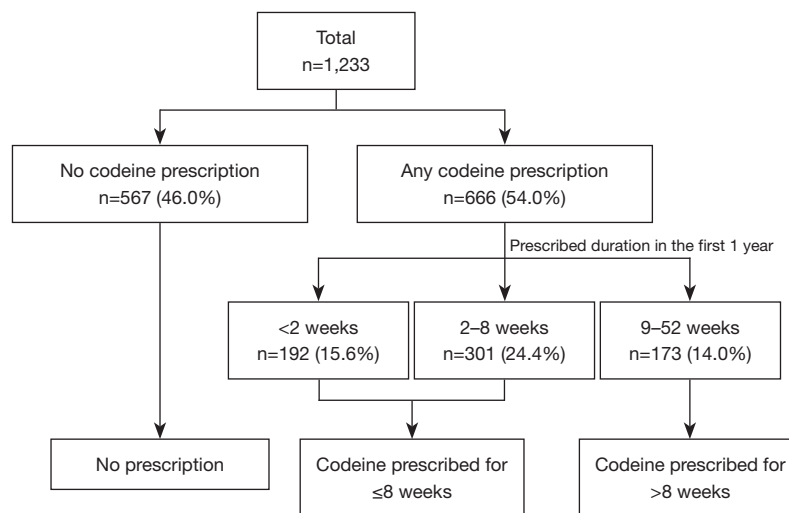 Total
n=1,233
No codeine prescription
n=567 (46.0%)
Any codeine prescription
n=666 (54.0%)
Prescribed duration in the first 1 year
<2 weeks
n=192 (15.6%)
2–8 weeks
n=301 (24.4%)
9–52 weeks
n=173 (14.0%)
No prescription
Codeine prescribed for
≤8 weeks
Codeine prescribed for
>8 weeks